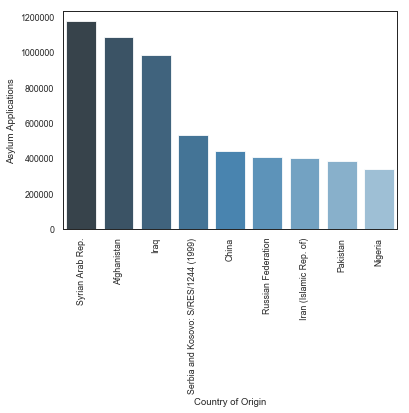 1200000
1000000
800000
600000
400000
200000
0
Asylum Applications
Syrian Arab Rep.
Afghanistan
Iraq
Serbia and Kosovo: S/RES/1244 (1999)
China
Russian Federation
Iran (Islamic Rep. of)
Pakistan
Nigeria
Country of Origin